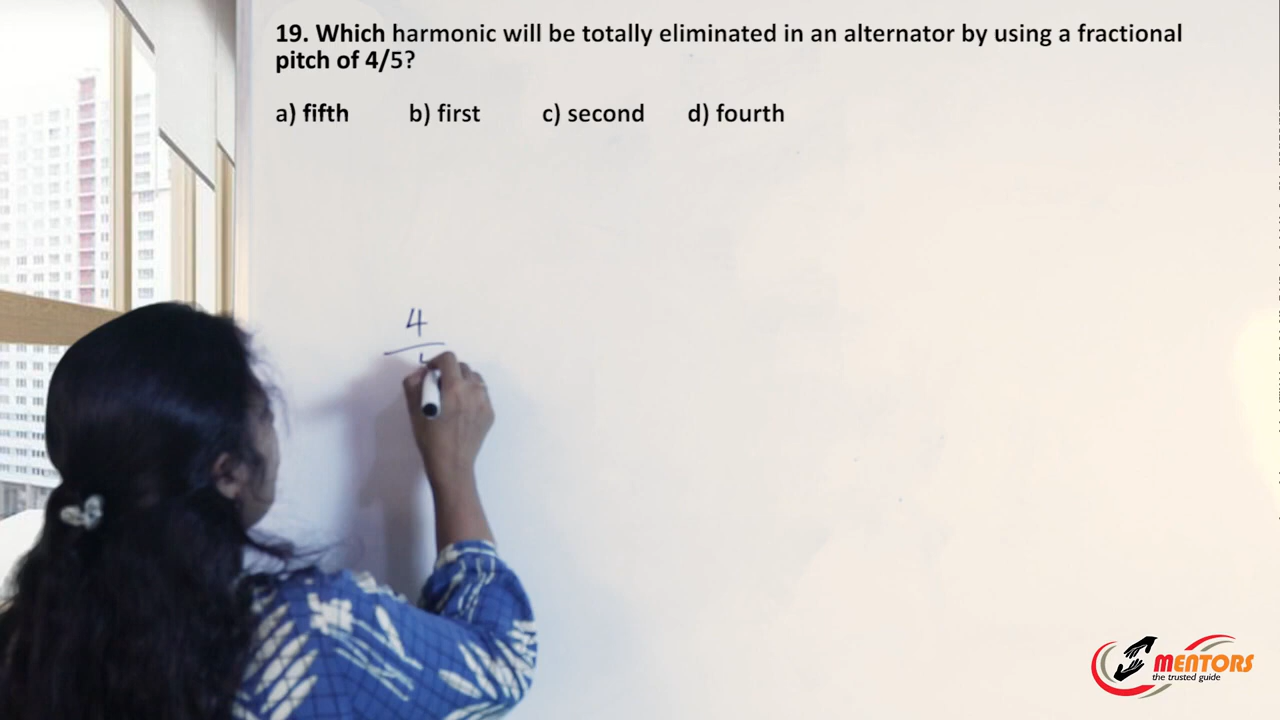 19. Which harmonic will be totally eliminated in an alternator by using a fractional
pitch of 4/5?
a) fifth b) first c) second d) fourth
4
MENTORS
the trusted guide